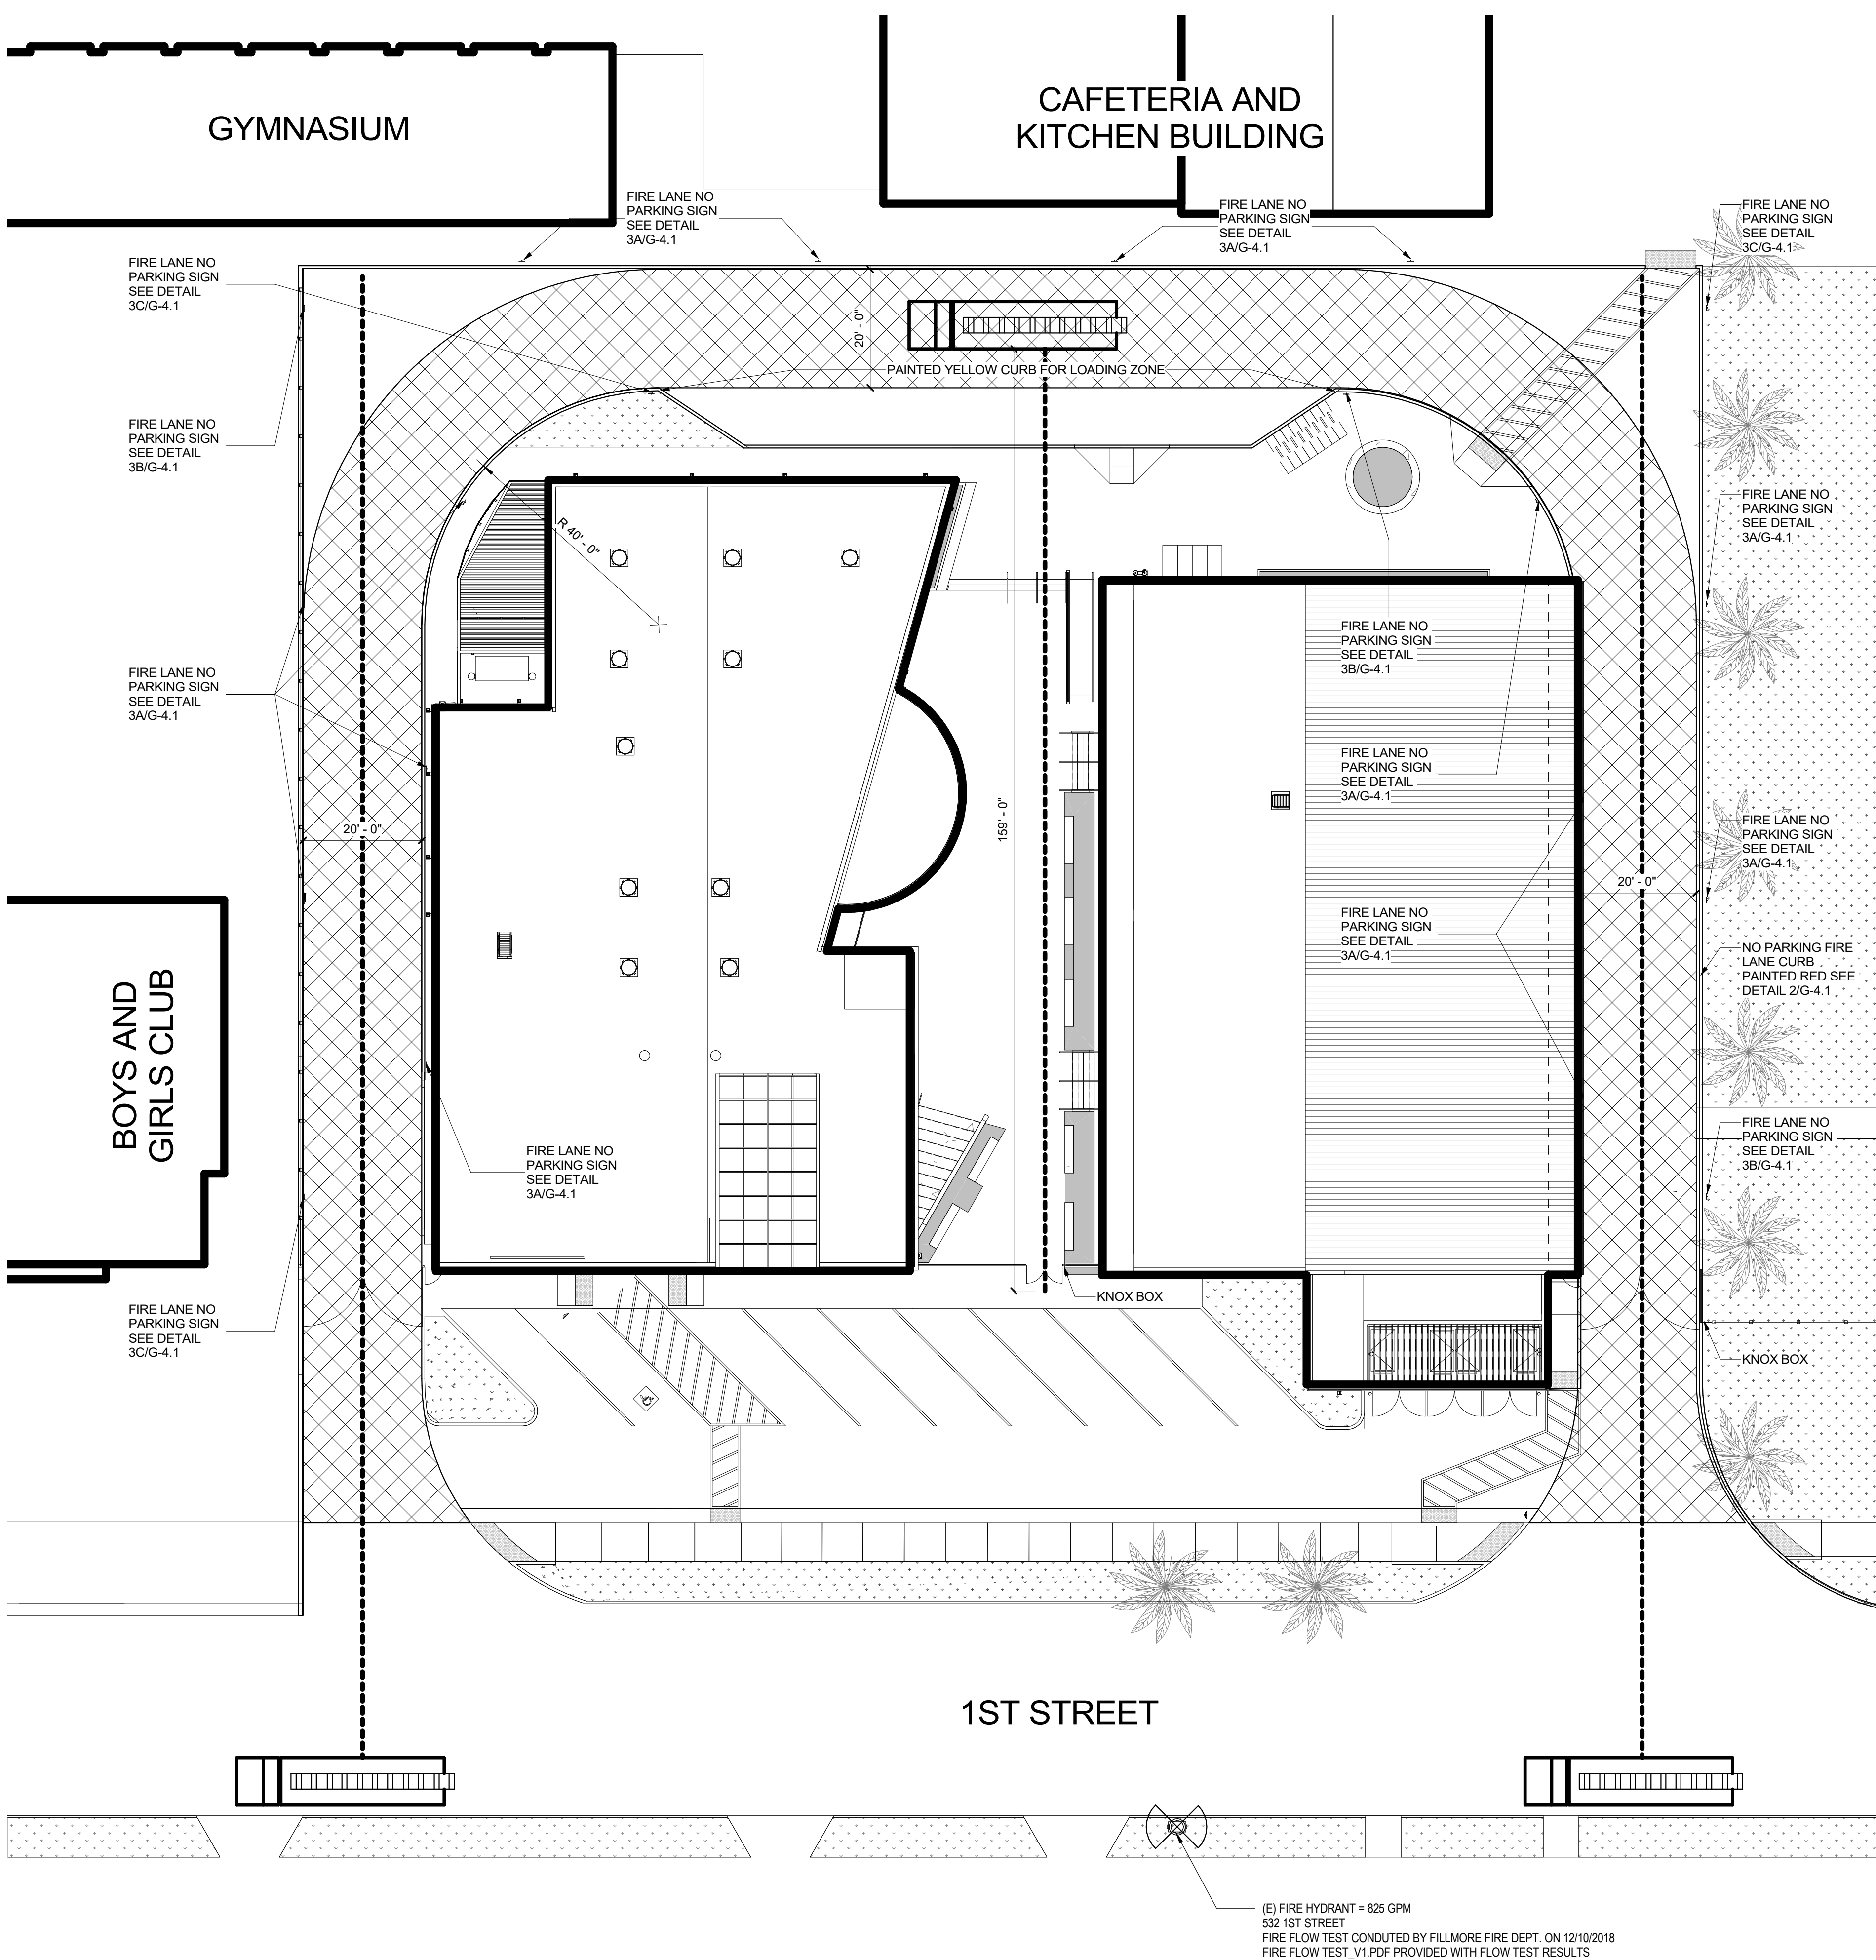 GYMNASIUM
CAFETERIA AND
KITCHEN BUILDING
FIRE LANE NO
PARKING SIGN
SEE DETAIL
3A/G-4.1
FIRE LANE NO
PARKING SIGN
SEE DETAIL
3A/G-4.1
FIRE LANE NO
PARKING SIGN
SEE DETAIL
3C/G-4.1
FIRE LANE NO
PARKING SIGN
SEE DETAIL
3C/G-4.1
20' - 0"
PAINTED YELLOW CURB FOR LOADING ZONE
FIRE LANE NO
PARKING SIGN
SEE DETAIL
3B/G-4.1
R 40' - 0"
FIRE LANE NO
PARKING SIGN
SEE DETAIL
3A/G-4.1
FIRE LANE NO
PARKING SIGN
SEE DETAIL
3B/G-4.1
FIRE LANE NO
PARKING SIGN
SEE DETAIL
3A/G-4.1
FIRE LANE NO
PARKING SIGN
SEE DETAIL
3A/G-4.1
20' - 0"
159' - 0"
FIRE LANE NO
PARKING SIGN
SEE DETAIL
3A/G-4.1
20' - 0"
FIRE LANE NO
PARKING SIGN
SEE DETAIL
3A/G-4.1
NO PARKING FIRE
LANE CURB
PAINTED RED SEE
DETAIL 2/G-4.1
BOYS AND
GIRLS CLUB
FIRE LANE NO
PARKING SIGN
SEE DETAIL
3A/G-4.1
FIRE LANE NO
PARKING SIGN
SEE DETAIL
3B/G-4.1
KNOX BOX
FIRE LANE NO
PARKING SIGN
SEE DETAIL
3C/G-4.1
KNOX BOX
1ST STREET
(E) FIRE HYDRANT = 825 GPM
532 1ST STREET
FIRE FLOW TEST CONDUTED BY FILLMORE FIRE DEPT. ON 12/10/2018
FIRE FLOW TEST_V1.PDF PROVIDED WITH FLOW TEST RESULTS